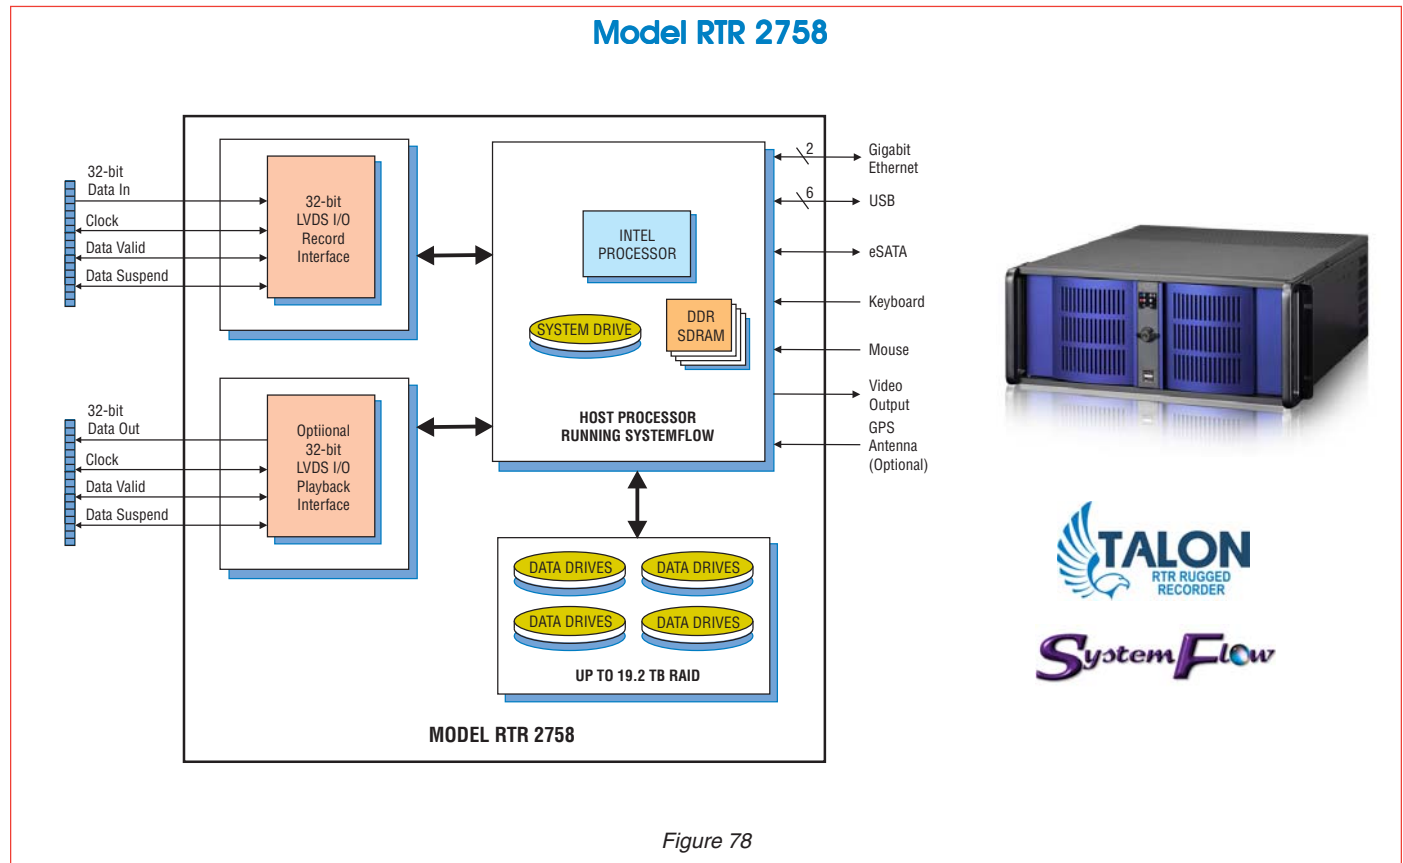 Model RTR 2758
32-bit
Data In
Clock
Data Valid
Data Suspend
32-bit
LVDS I/O
Record
Interface
32-bit
Data Out
Clock
Data Valid
Data Suspend
Optiional
32-bit
LVDS I/O
Playback
Interface
INTEL
PROCESSOR
SYSTEM DRIVE
DDR
SDRAM
HOST PROCESSOR
RUNNING SYSTEMFLOW
DATA DRIVES
DATA DRIVES
DATA DRIVES
DATA DRIVES
UP TO 19.2 TB RAID
MODEL RTR 2758
2
Gigabit
Ethernet
6
USB
eSATA
Keyboard
Mouse
Video
Output
GPS
Antenna
(Optional)
TALON
RTR RUGGED
RECORDER
SystemFlow
Figure 78